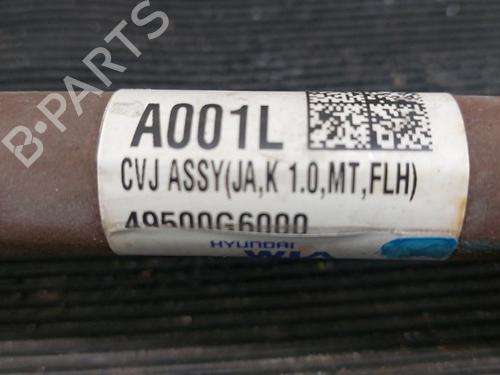 B-PARTS
A001L
CVJ ASSY(JA,K 1.0,MT,FLH)
49500G6000
HYUNDAI
WIA